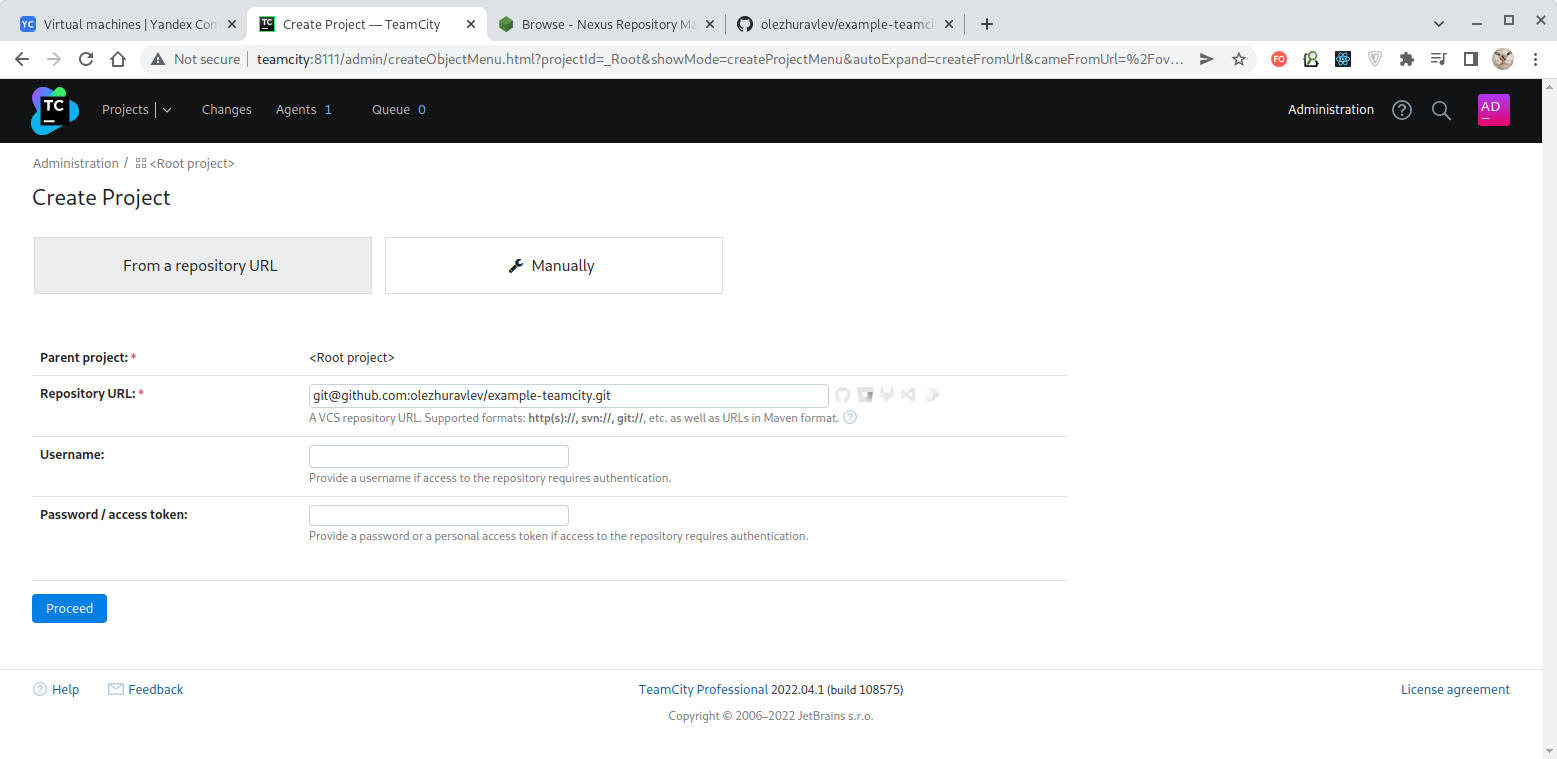 YC Virtual machines | Yandex Com
TC Create Project — TeamCity
Browse - Nexus Repository Ma
olezhuravlev/example-teamci
Not secure teamcity:8111/admin/createObjectMenu.html?projectId=_Root&showMode=createProjectMenu&autoExpand=createFromUrl&cameFromUrl=%2Fov...
FO
TC Projects Changes Agents 1 Queue 0 Administration AD
Administration / <Root project>
Create Project
From a repository URL Manually
Parent project: * <Root project>
Repository URL: * git@github.com:olezhuravlev/example-teamcity.git
A VCS repository URL. Supported formats: http(s)://, svn://, git://, etc. as well as URLs in Maven format. ?
Username:
Provide a username if access to the repository requires authentication.
Password / access token:
Provide a password or a personal access token if access to the repository requires authentication.
Proceed
Help Feedback TeamCity Professional 2022.04.1 (build 108575) License agreement
Copyright © 2006–2022 JetBrains s.r.o.